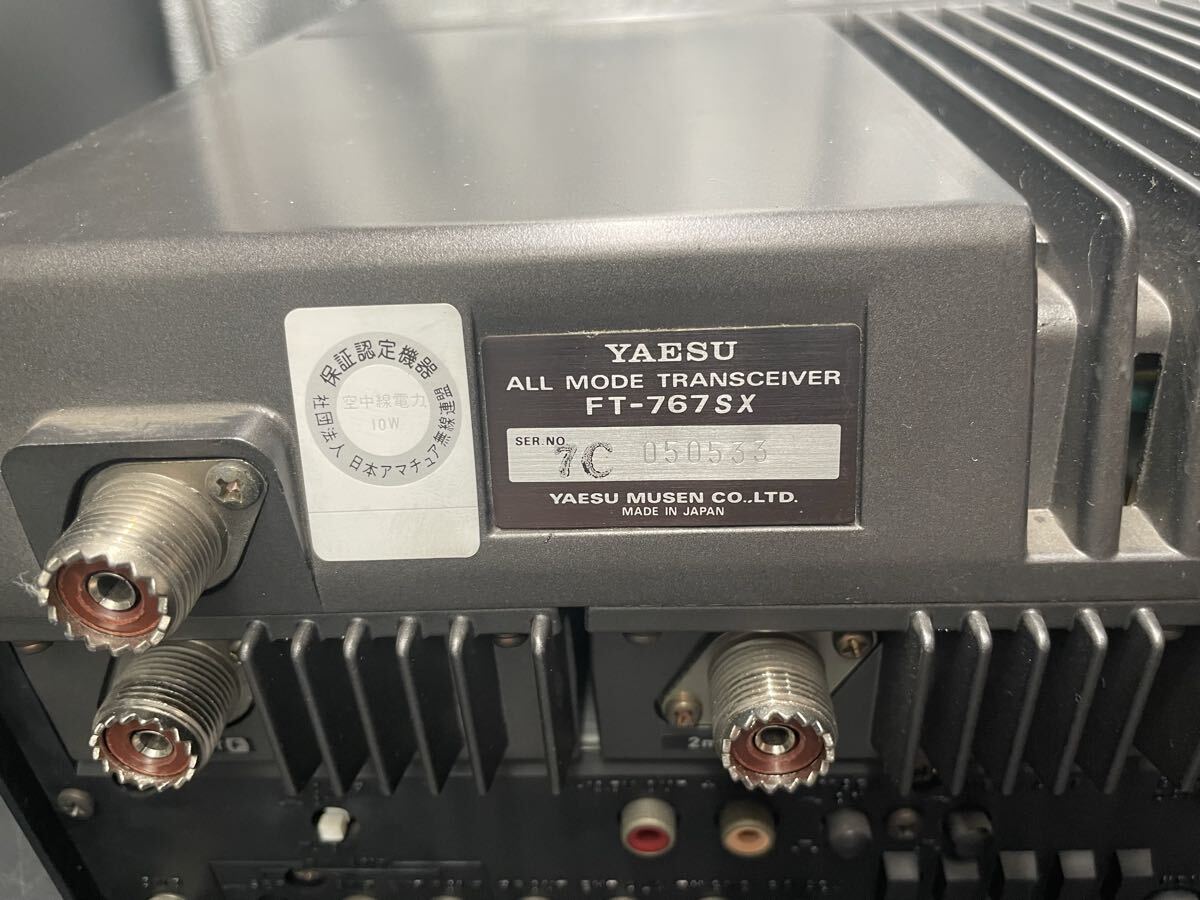 保証認定機器
空中線電力
10W
社団法人 日本アマチュア無線連盟
YAESU
ALL MODE TRANSCEIVER
FT-767SX
SER. NO.
7C 050533
YAESU MUSEN CO.,LTD.
MADE IN JAPAN